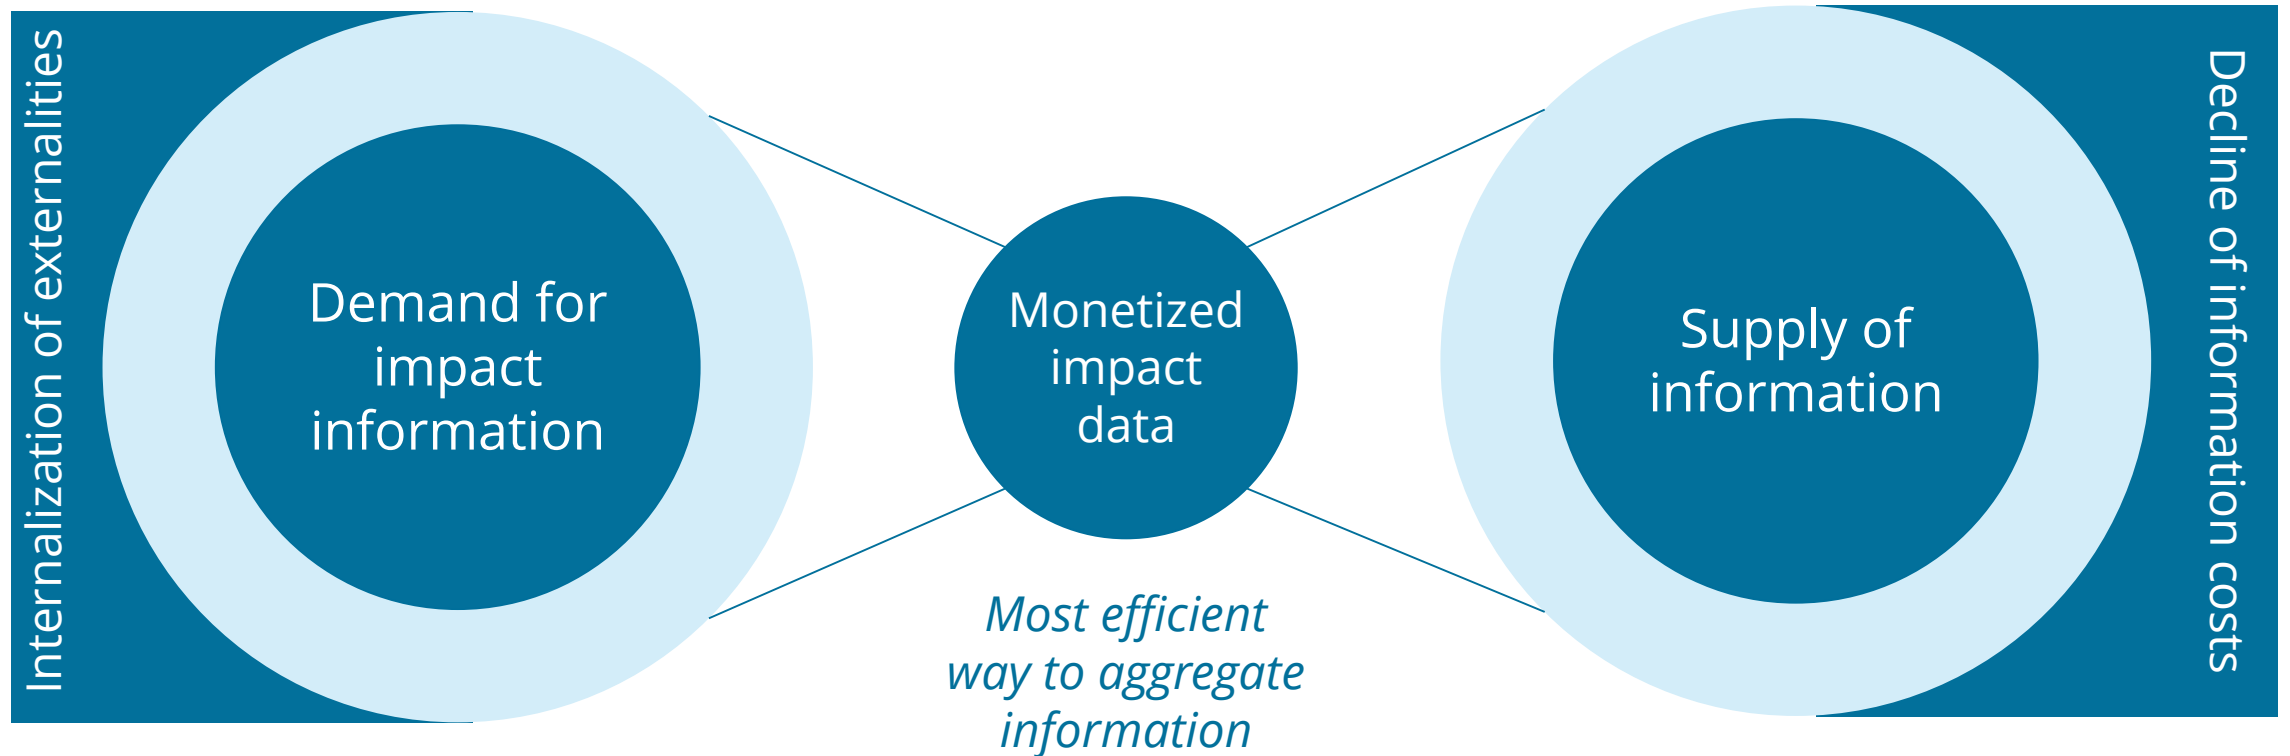 Internalization of externalities
Demand for
impact
information
Monetized
impact
data
Most efficient
way to aggregate
information
Supply of
information
Decline of information costs